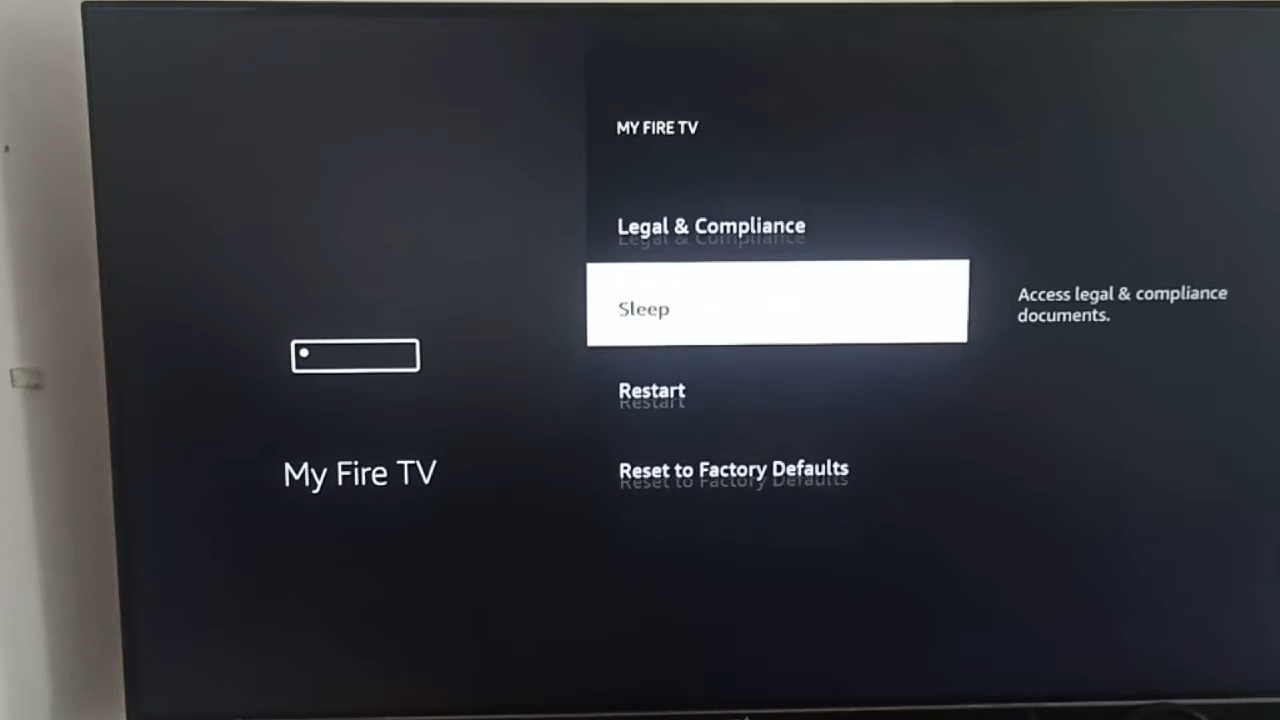 MY FIRE TV
Legal & Compliance
Sleep
Access legal & compliance
documents.
Restart
Reset to Factory Defaults
My Fire TV